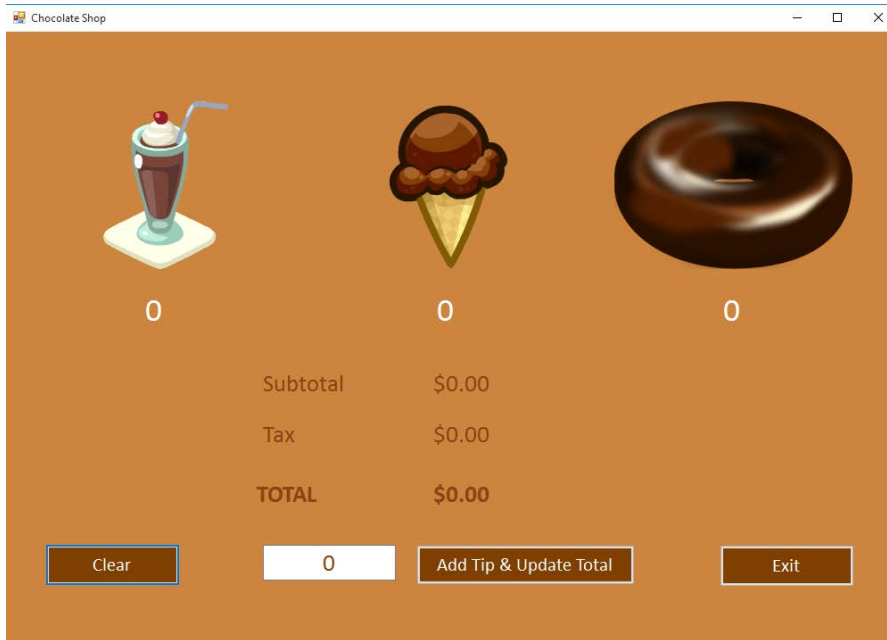 Chocolate Shop
0 0 0
Subtotal $0.00
Tax $0.00
TOTAL $0.00
Clear 0 Add Tip & Update Total Exit